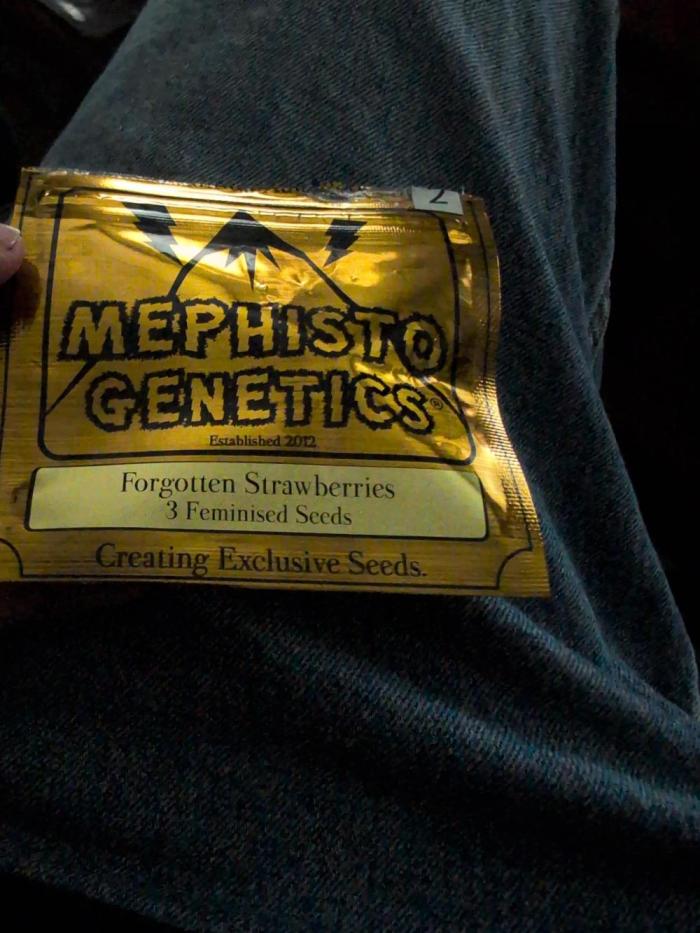 2
MEPHISTO
GENETICS®
Established 2012
Forgotten Strawberries
3 Feminised Seeds
Creating Exclusive Seeds.